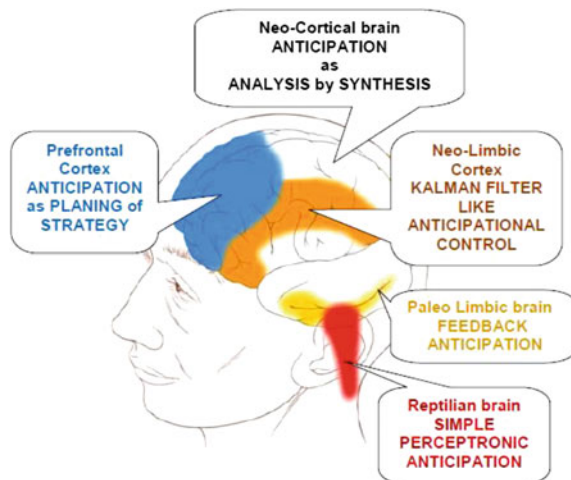 Neo-Cortical brain
ANTICIPATION
as
ANALYSIS by SYNTHESIS
Prefrontal
Cortex
ANTICIPATION
as PLANING of
STRATEGY
Neo-Limbic
Cortex
KALMAN FILTER
LIKE
ANTICIPATIONAL
CONTROL
Paleo Limbic brain
FEEDBACK
ANTICIPATION
Reptilian brain
SIMPLE
PERCEPTRONIC
ANTICIPATION